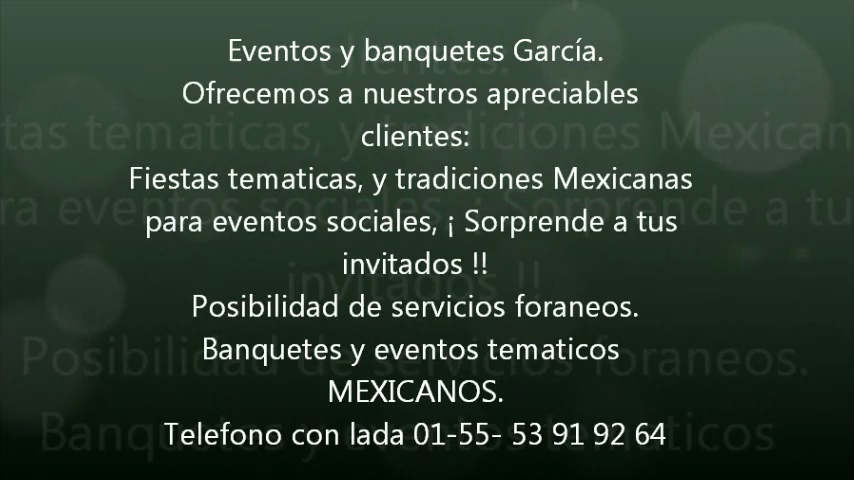 Eventos y banquetes García.
Ofrecemos a nuestros apreciables
clientes:
Fiestas tematicas, y tradiciones Mexicanas
para eventos sociales, ¡ Sorprende a tus
invitados !!
Posibilidad de servicios foraneos.
Banquetes y eventos tematicos
MEXICANOS.
Telefono con lada 01-55- 53 91 92 64